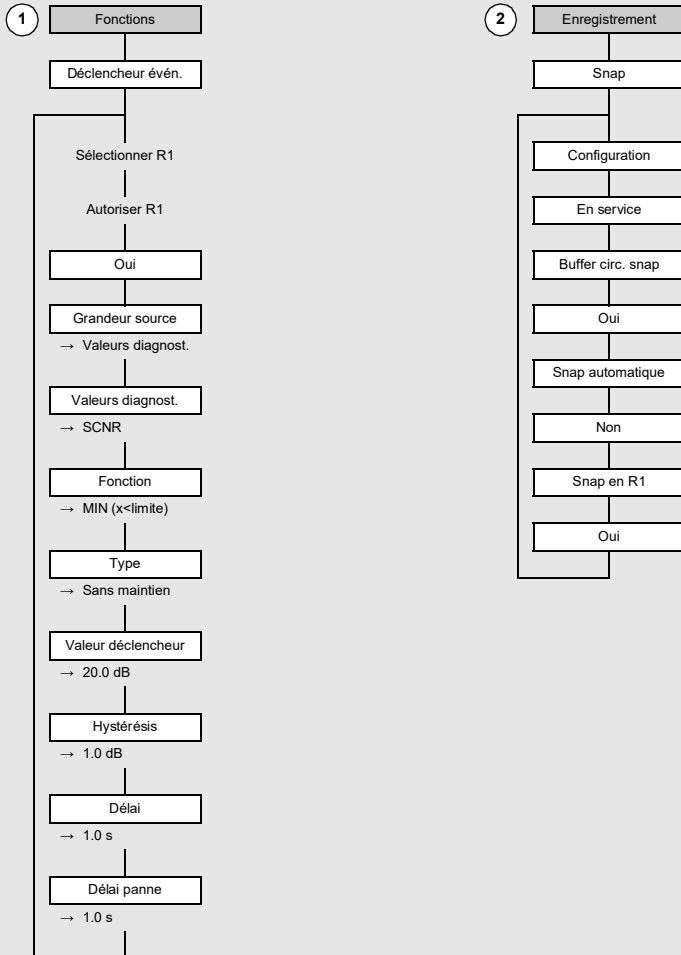 1
Fonctions
Déclencheur évén.
Sélectionner R1
Autoriser R1
Oui
Grandeur source
→ Valeurs diagnost.
Valeurs diagnost.
→ SCNR
Fonction
→ MIN (x<limite)
Type
→ Sans maintien
Valeur déclencheur
→ 20.0 dB
Hystérésis
→ 1.0 dB
Délai
→ 1.0 s
Délai panne
→ 1.0 s
2
Enregistrement
Snap
Configuration
En service
Buffer circ. snap
Oui
Snap automatique
Non
Snap en R1
Oui